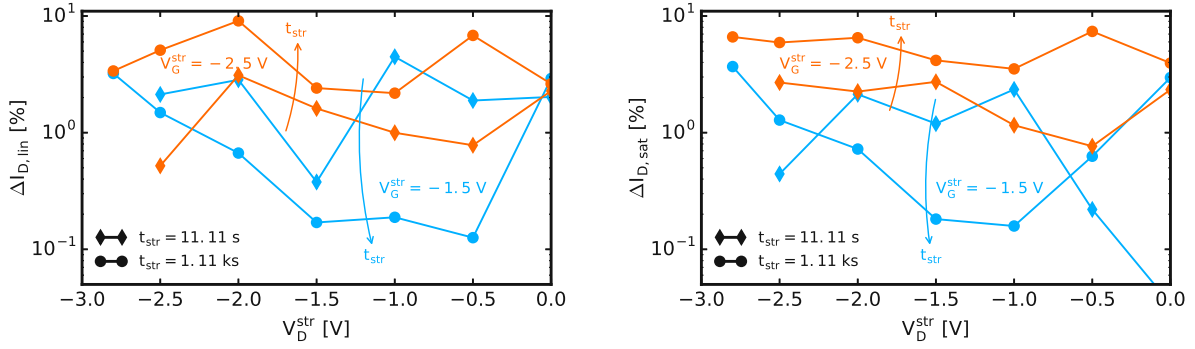 10¹
10⁰
10⁻¹
ΔI_D,lin [%]
t_str
V_G^str = −2.5 V
V_G^str = −1.5 V
t_str
t_str = 11.11 s
t_str = 1.11 ks
−3.0 −2.5 −2.0 −1.5 −1.0 −0.5 0.0
V_D^str [V]
10¹
10⁰
10⁻¹
ΔI_D,sat [%]
t_str
V_G^str = −2.5 V
V_G^str = −1.5 V
t_str
t_str = 11.11 s
t_str = 1.11 ks
−3.0 −2.5 −2.0 −1.5 −1.0 −0.5 0.0
V_D^str [V]